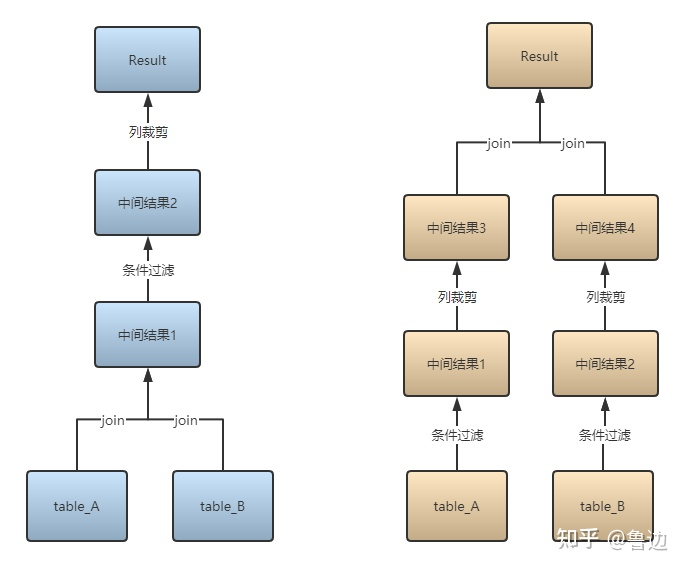 Result
列裁剪
中间结果2
条件过滤
中间结果1
join
join
table_A
table_B
Result
join
join
中间结果3
中间结果4
列裁剪
列裁剪
中间结果1
中间结果2
条件过滤
条件过滤
table_A
table_B
知乎 @鲁边